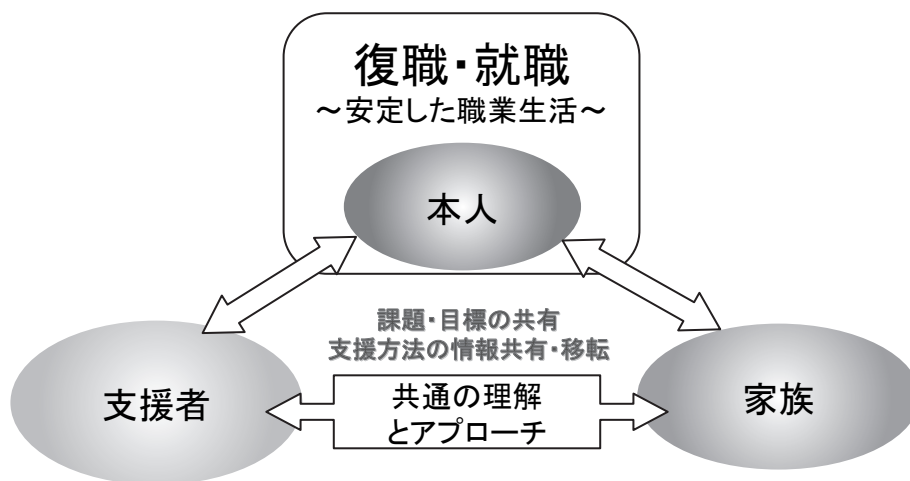 復職・就職
～安定した職業生活～
本人
課題・目標の共有
支援方法の情報共有・移転
支援者
共通の理解
とアプローチ
家族